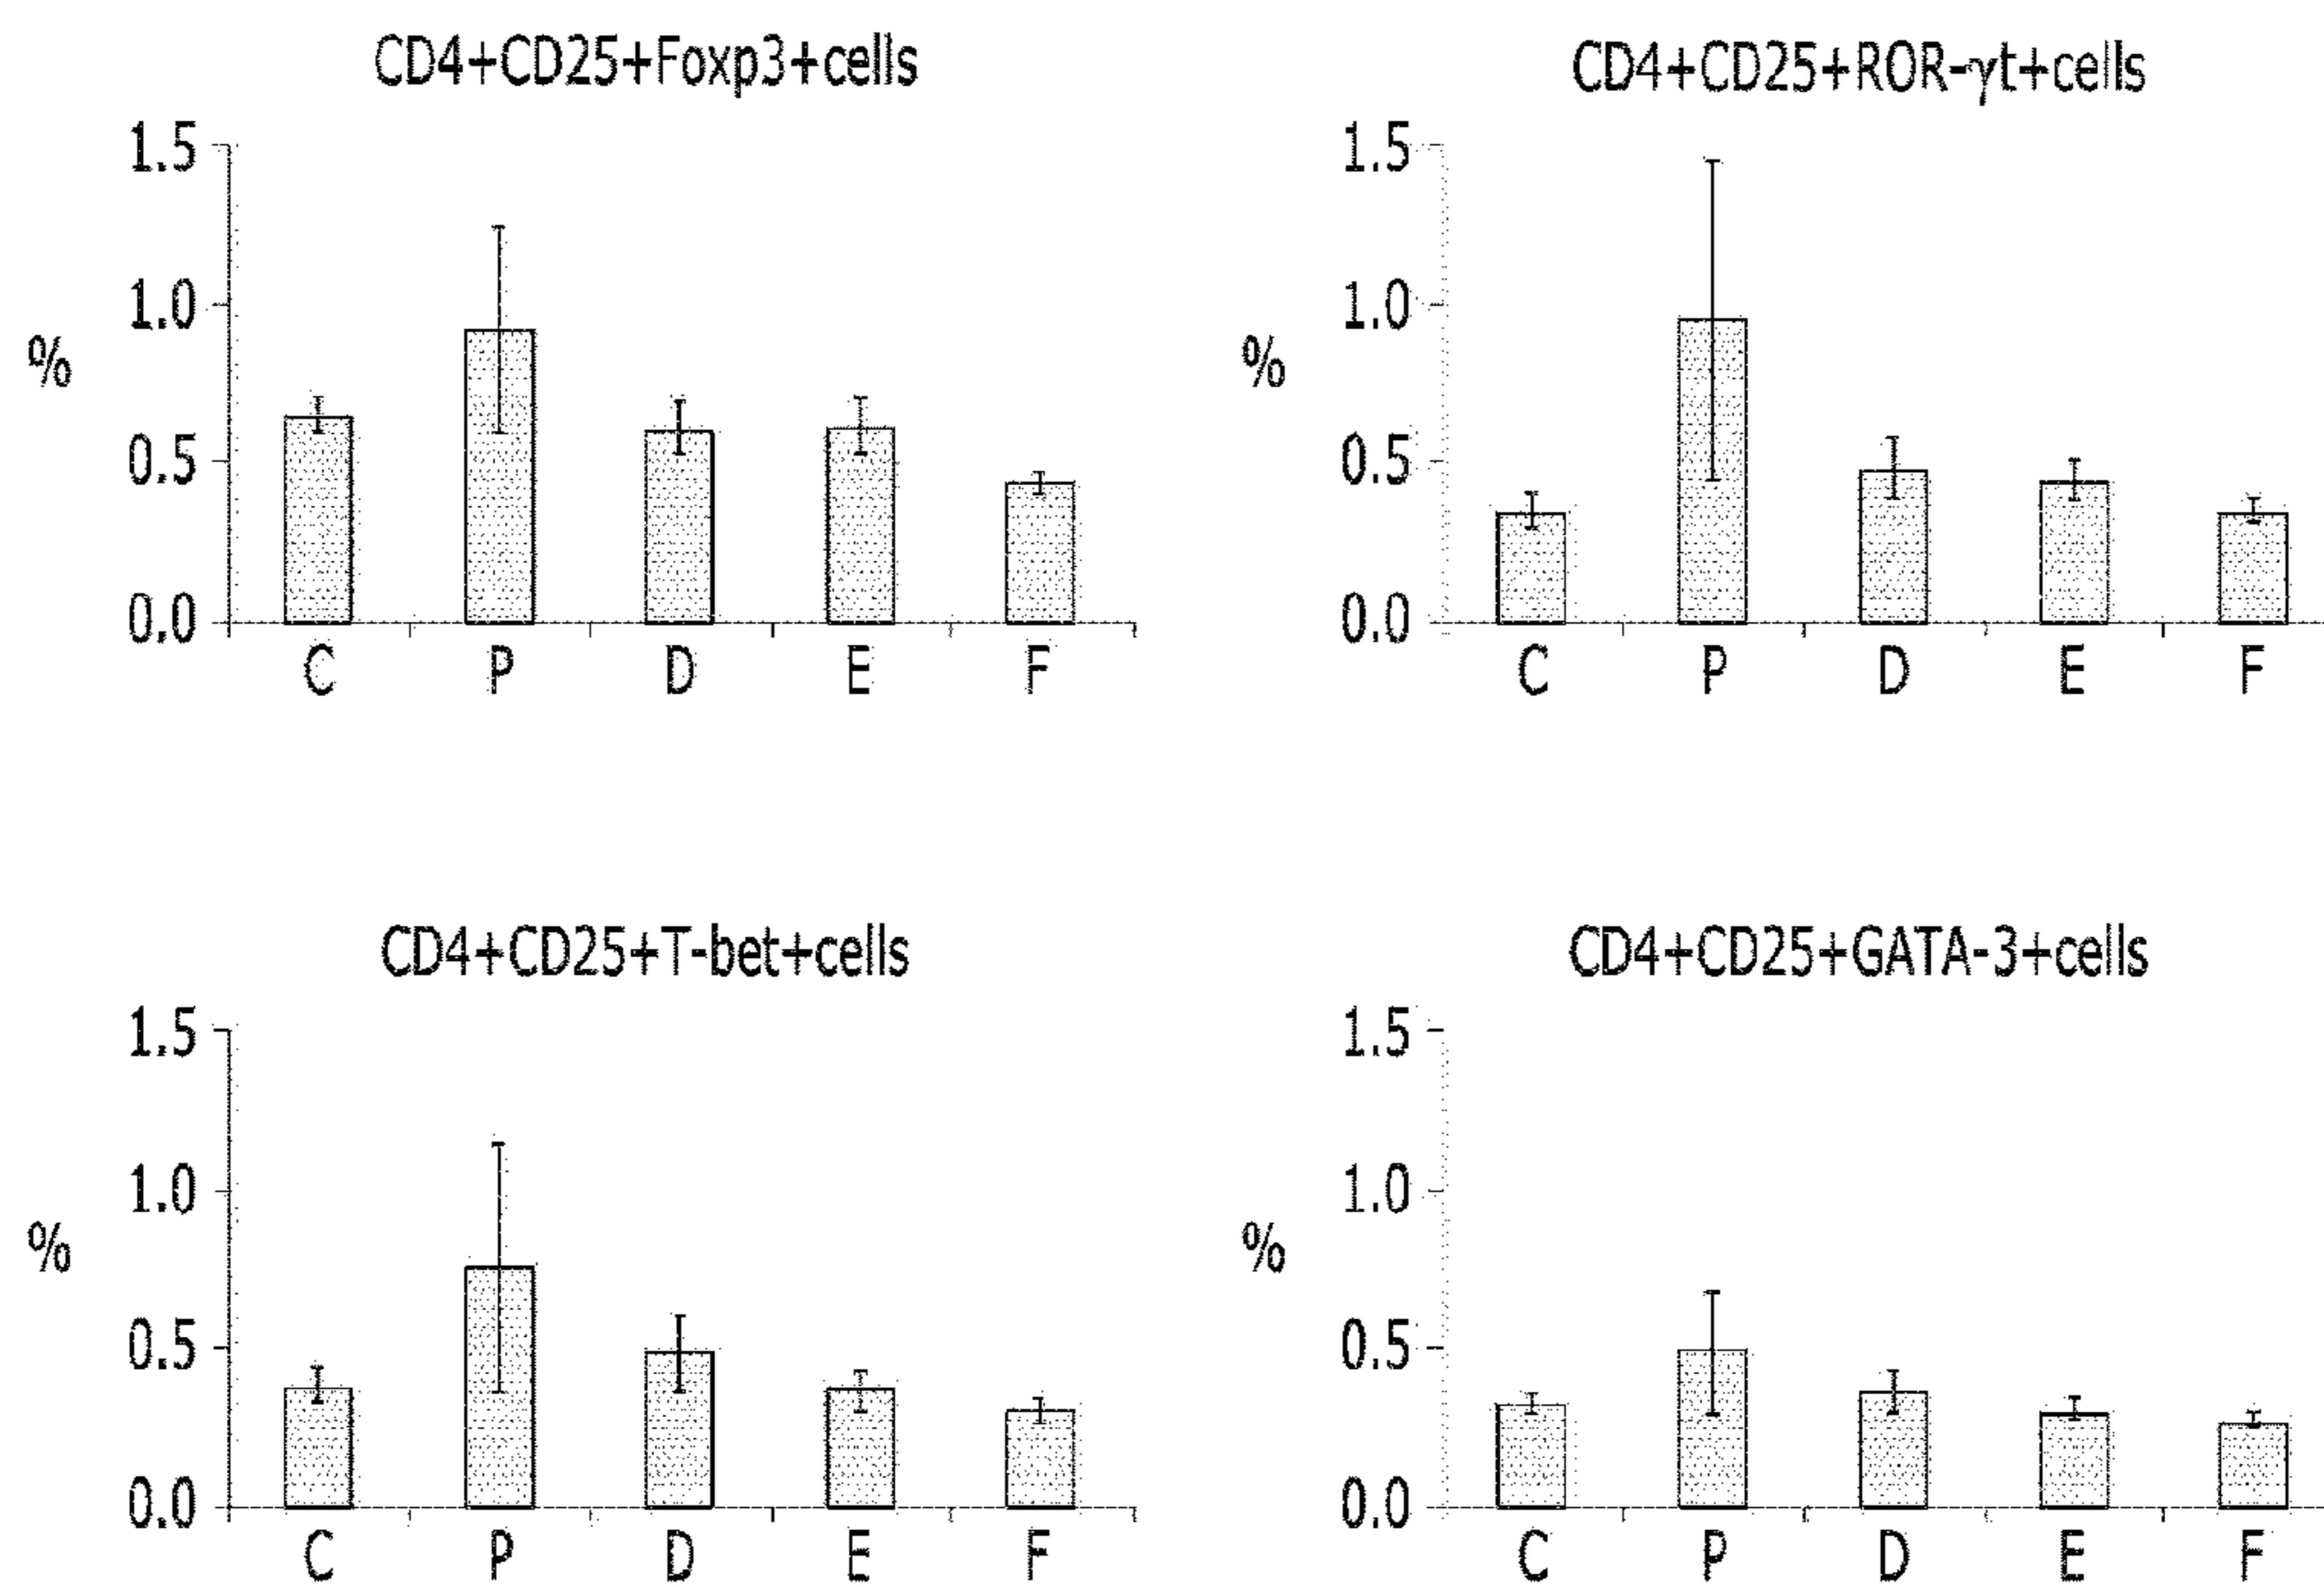 CD4+CD25+Foxp3+cells
1.5
1.0
%
0.5
0.0
C P D E F
CD4+CD25+ROR-γt+cells
1.5
1.0
%
0.5
0.0
C P D E F
CD4+CD25+T-bet+cells
1.5
1.0
%
0.5
0.0
C P D E F
CD4+CD25+GATA-3+cells
1.5
1.0
%
0.5
0.0
C P D E F